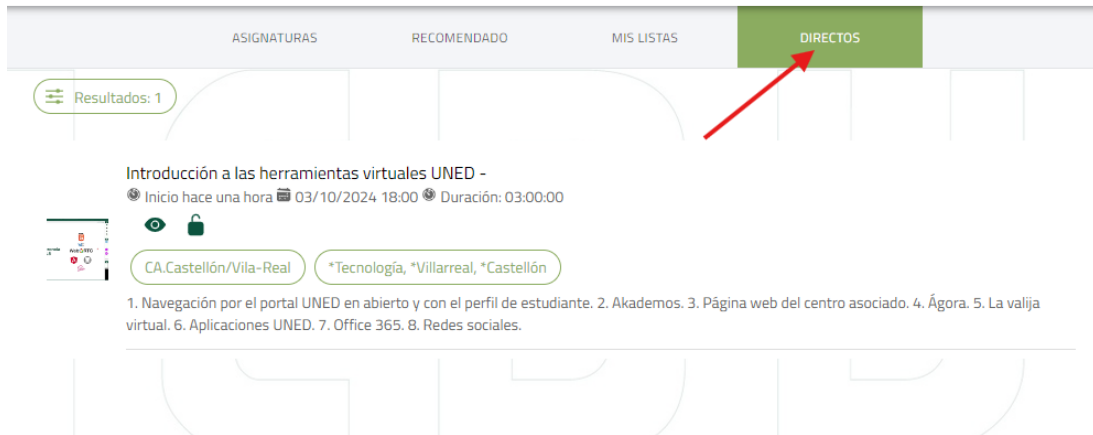 ASIGNATURAS RECOMENDADO MIS LISTAS DIRECTOS
Resultados: 1
Introducción a las herramientas virtuales UNED -
Inicio hace una hora 03/10/2024 18:00 Duración: 03:00:00
CA.Castellón/Vila-Real *Tecnología, *Villarreal, *Castellón
1. Navegación por el portal UNED en abierto y con el perfil de estudiante. 2. Akademos. 3. Página web del centro asociado. 4. Ágora. 5. La valija
virtual. 6. Aplicaciones UNED. 7. Office 365. 8. Redes sociales.